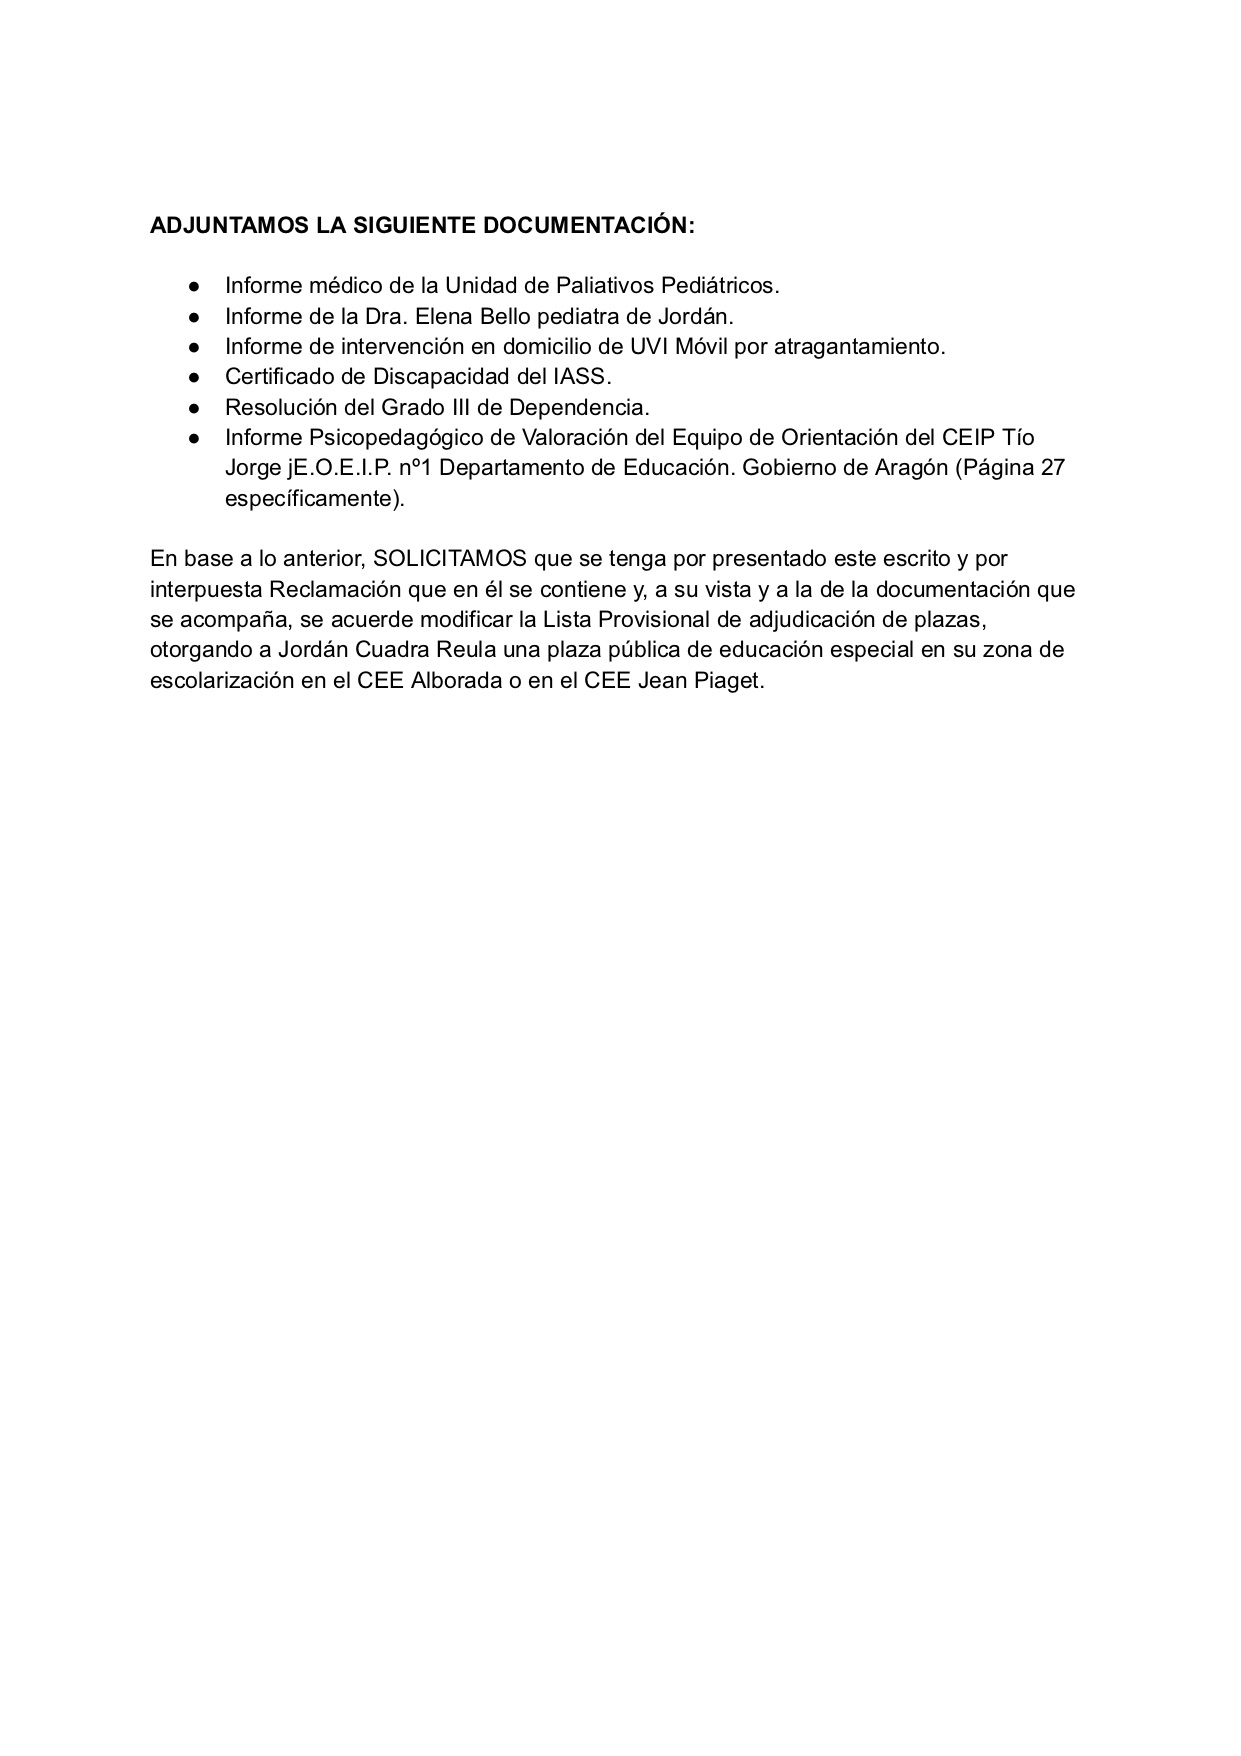 ADJUNTAMOS LA SIGUIENTE DOCUMENTACIÓN:
● Informe médico de la Unidad de Paliativos Pediátricos.
● Informe de la Dra. Elena Bello pediatra de Jordán.
● Informe de intervención en domicilio de UVI Móvil por atragantamiento.
● Certificado de Discapacidad del IASS.
● Resolución del Grado III de Dependencia.
● Informe Psicopedagógico de Valoración del Equipo de Orientación del CEIP Tío
Jorge jE.O.E.I.P. nº1 Departamento de Educación. Gobierno de Aragón (Página 27
específicamente).
En base a lo anterior, SOLICITAMOS que se tenga por presentado este escrito y por
interpuesta Reclamación que en él se contiene y, a su vista y a la de la documentación que
se acompaña, se acuerde modificar la Lista Provisional de adjudicación de plazas,
otorgando a Jordán Cuadra Reula una plaza pública de educación especial en su zona de
escolarización en el CEE Alborada o en el CEE Jean Piaget.